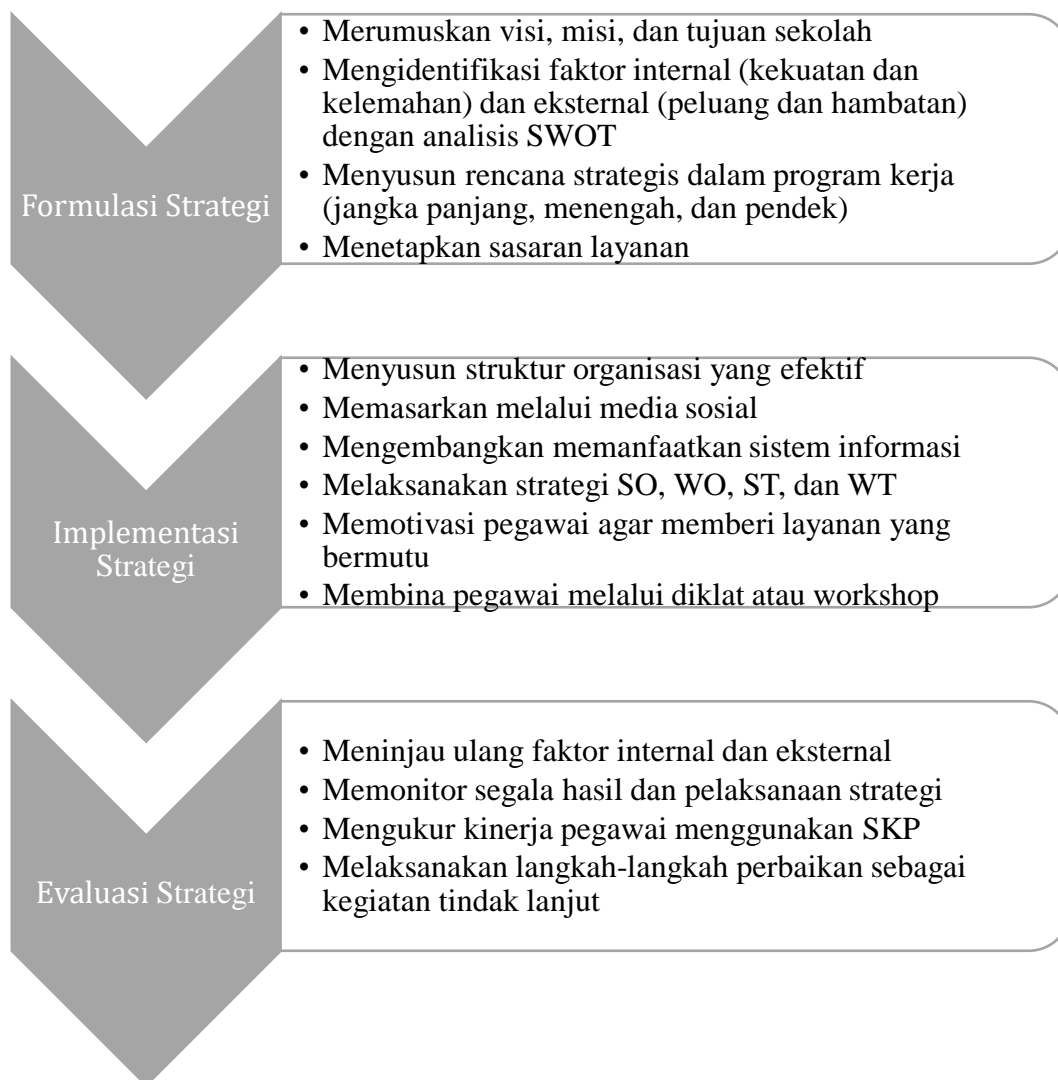 Formulasi Strategi
• Merumuskan visi, misi, dan tujuan sekolah
• Mengidentifikasi faktor internal (kekuatan dan
kelemahan) dan eksternal (peluang dan hambatan)
dengan analisis SWOT
• Menyusun rencana strategis dalam program kerja
(jangka panjang, menengah, dan pendek)
• Menetapkan sasaran layanan
Implementasi
Strategi
• Menyusun struktur organisasi yang efektif
• Memasarkan melalui media sosial
• Mengembangkan memanfaatkan sistem informasi
• Melaksanakan strategi SO, WO, ST, dan WT
• Memotivasi pegawai agar memberi layanan yang
bermutu
• Membina pegawai melalui diklat atau workshop
Evaluasi Strategi
• Meninjau ulang faktor internal dan eksternal
• Memonitor segala hasil dan pelaksanaan strategi
• Mengukur kinerja pegawai menggunakan SKP
• Melaksanakan langkah-langkah perbaikan sebagai
kegiatan tindak lanjut